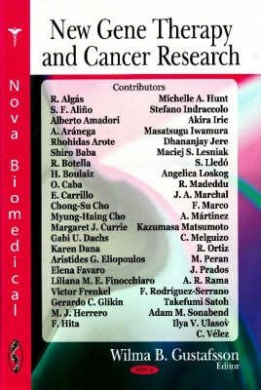 New Gene Therapy
and Cancer Research
Nova Biomedical
Contributors
R. Algás
S. F. Aliño
Alberto Amadori
A. Aránega
Rhohidas Arote
Shiro Baba
R. Botella
H. Boulaiz
O. Caba
E. Carrillo
Chong-Su Cho
Myung-Haing Cho
Margaret J. Currie
Gabi U. Dachs
Karen Dana
Aristides G. Eliopoulos
Elena Favaro
Liliana M. E. Finocchiaro
Victor Frenkel
Gerardo C. Glikin
M. J. Herrero
F. Hita
Michelle A. Hunt
Stefano Indraccolo
Akira Irie
Masatsugu Iwamura
Dhananjay Jere
Maciej S. Lesniak
S. Lledó
Angelica Loskog
R. Madeddu
J. A. Marchal
F. Marco
A. Mártinez
Kazumasa Matsumoto
C. Melguizo
R. Ortiz
M. Peran
J. Prados
A. R. Rama
F. Rodríguez-Serrano
Takefumi Satoh
Adam M. Sonabend
Ilya V. Ulasov
C. Vélez
Wilma B. Gustafsson
Editor